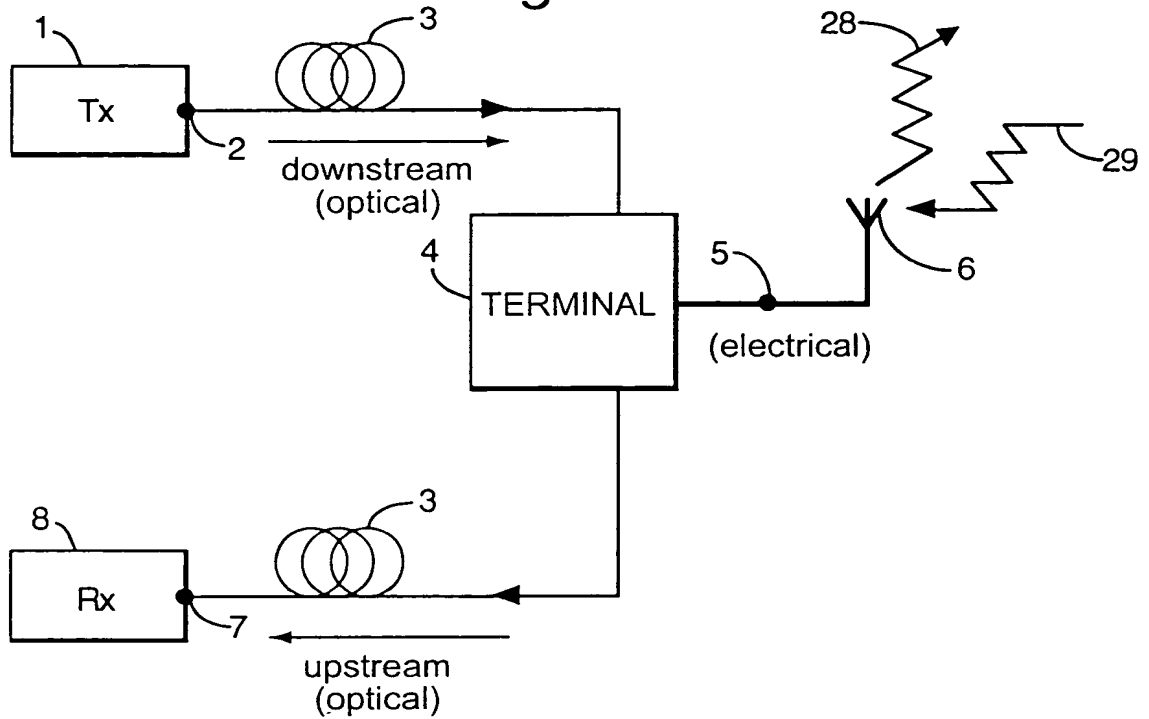 1
3
28
Tx
2
29
downstream
(optical)
4
5
6
TERMINAL
(electrical)
3
8
Rx
7
upstream
(optical)